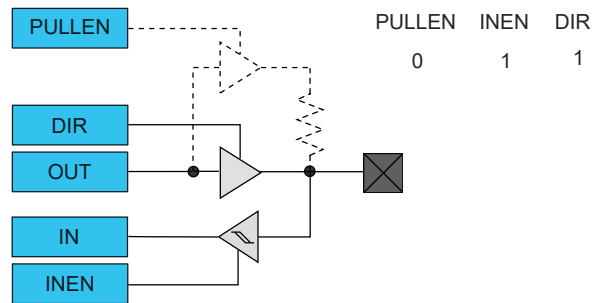 PULLEN
PULLEN INEN DIR
0 1 1
DIR
OUT
IN
INEN